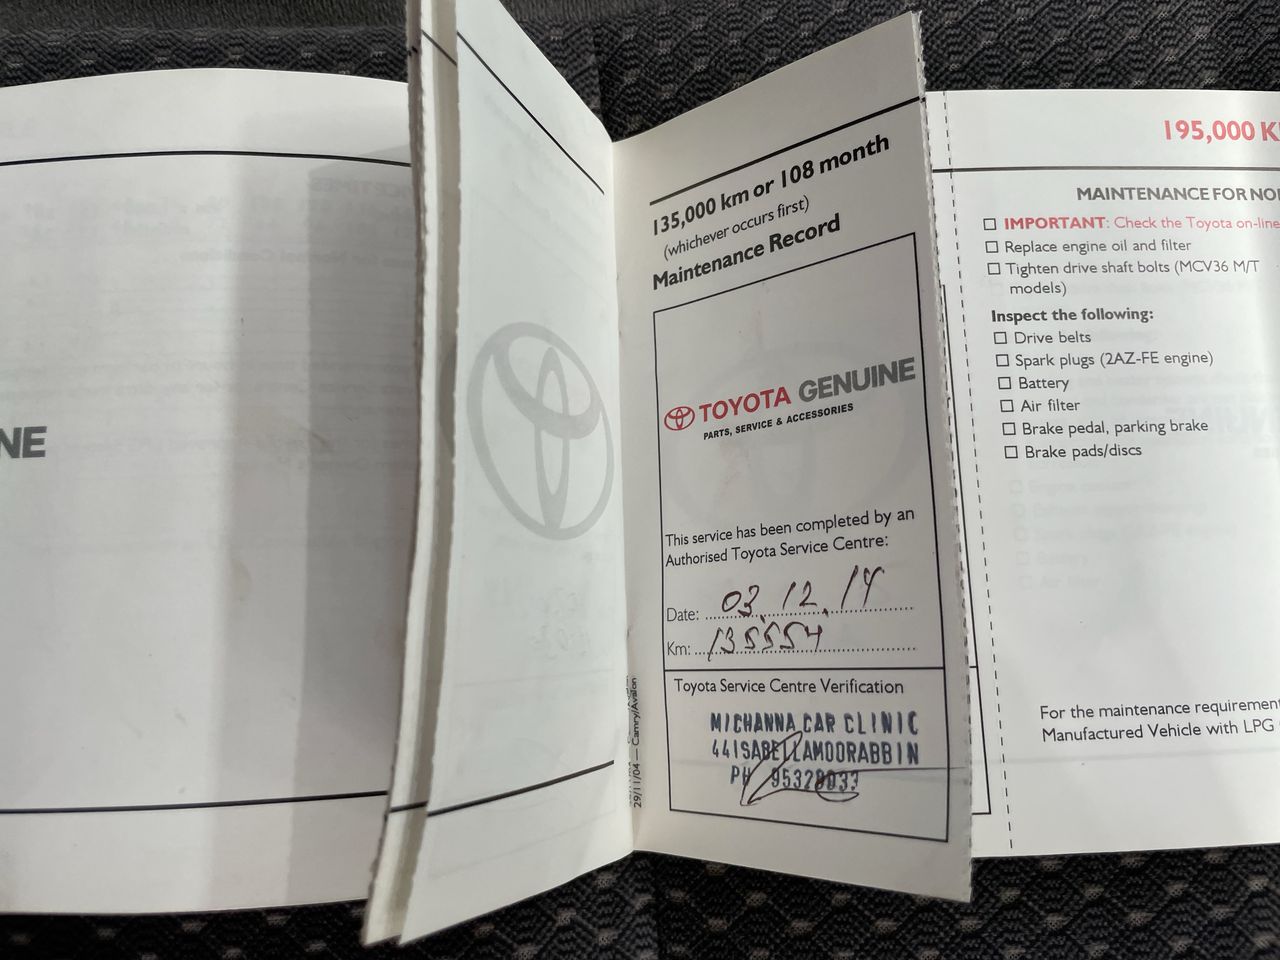 NE
29/11/04 — Camry/Avalon
135,000 km or 108 month
(whichever occurs first)
Maintenance Record
TOYOTA GENUINE
PARTS, SERVICE & ACCESSORIES
This service has been completed by an
Authorised Toyota Service Centre:
Date: 03.12.14
Km: 135554
Toyota Service Centre Verification
MICHANNA CAR CLINIC
44 ISABELLA MOORABBIN
PH 95328033
195,000 K
MAINTENANCE FOR NO
IMPORTANT: Check the Toyota on-line
Replace engine oil and filter
Tighten drive shaft bolts (MCV36 M/T
models)
Inspect the following:
Drive belts
Spark plugs (2AZ-FE engine)
Battery
Air filter
Brake pedal, parking brake
Brake pads/discs
For the maintenance requirement
Manufactured Vehicle with LPG